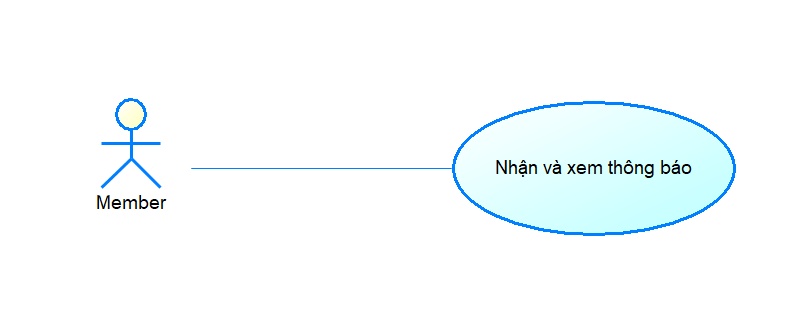 Nhận và xem thông báo
Member